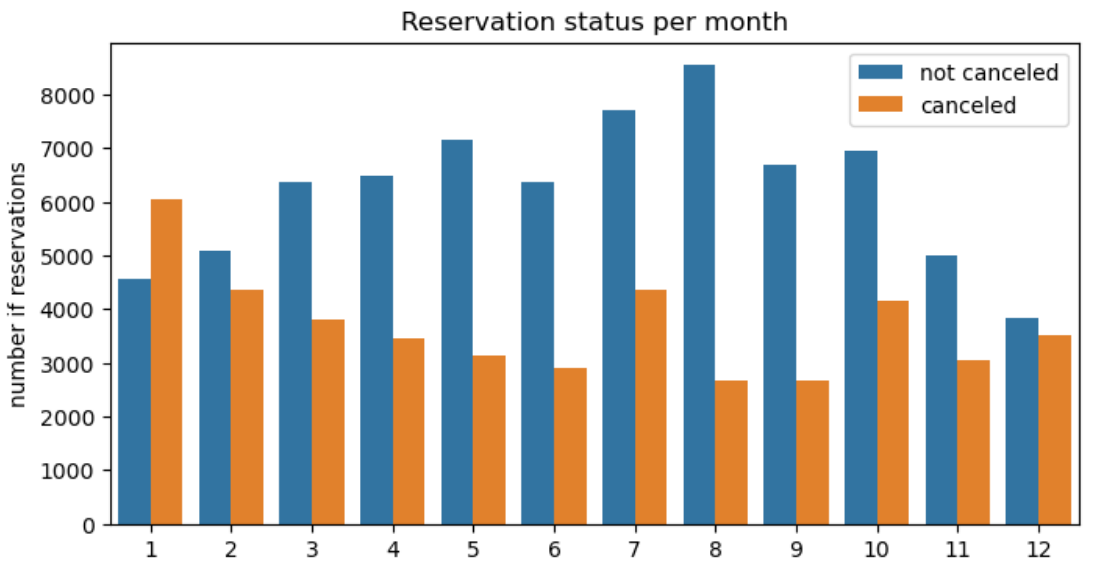 Reservation status per month
not canceled
canceled
number if reservations
8000
7000
6000
5000
4000
3000
2000
1000
0
1 2 3 4 5 6 7 8 9 10 11 12